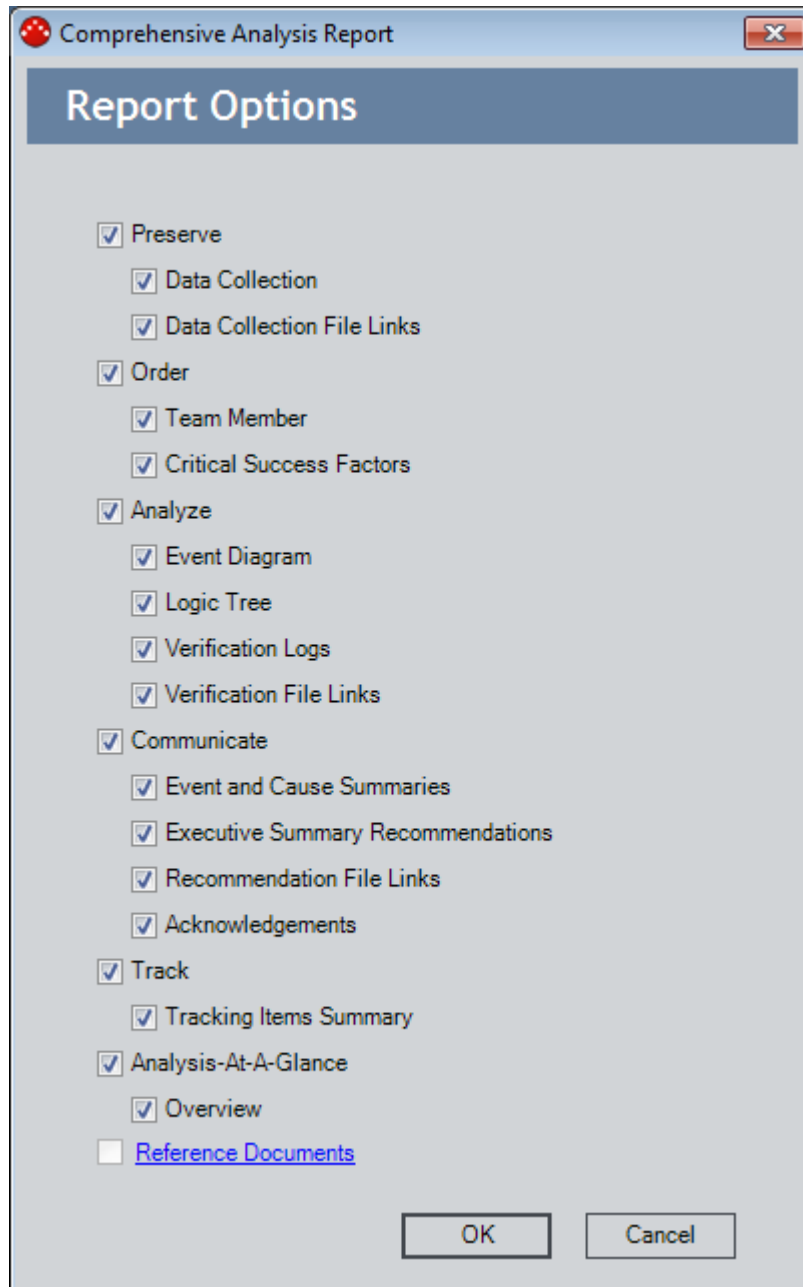 Comprehensive Analysis Report
Report Options
Preserve
Data Collection
Data Collection File Links
Order
Team Member
Critical Success Factors
Analyze
Event Diagram
Logic Tree
Verification Logs
Verification File Links
Communicate
Event and Cause Summaries
Executive Summary Recommendations
Recommendation File Links
Acknowledgements
Track
Tracking Items Summary
Analysis-At-A-Glance
Overview
Reference Documents
OK Cancel